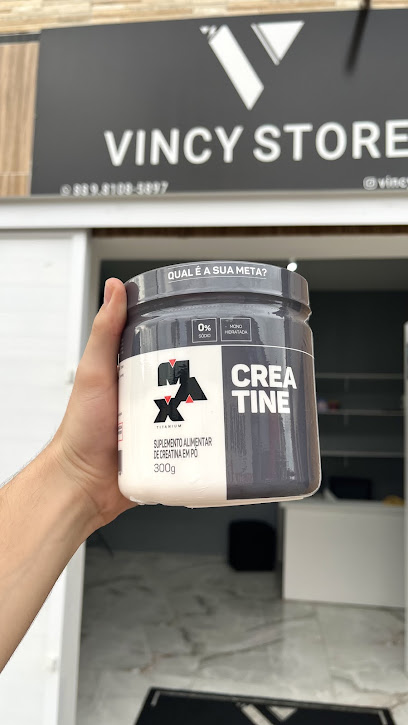 VINCY STORE
88 9.8108-5897
@vincy
QUAL É A SUA META?
0%
SÓDIO
MONO
HIDRATADA
MAX
TITANIUM
CREA
TINE
SUPLEMENTO ALIMENTAR
DE CREATINA EM PÓ
300g